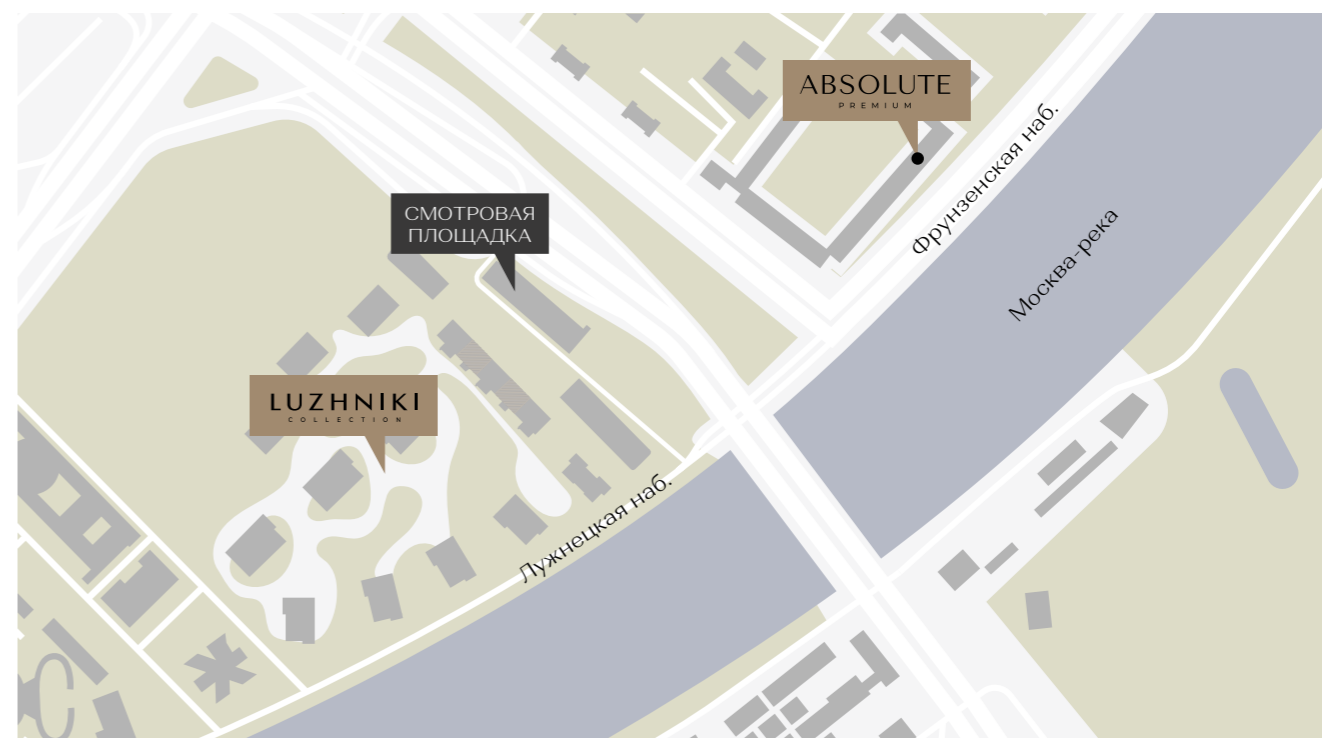 ABSOLUTE
PREMIUM
Фрунзенская наб.
СМОТРОВАЯ
ПЛОЩАДКА
Москва-река
LUZHNIKI
COLLECTION
Лужнецкая наб.